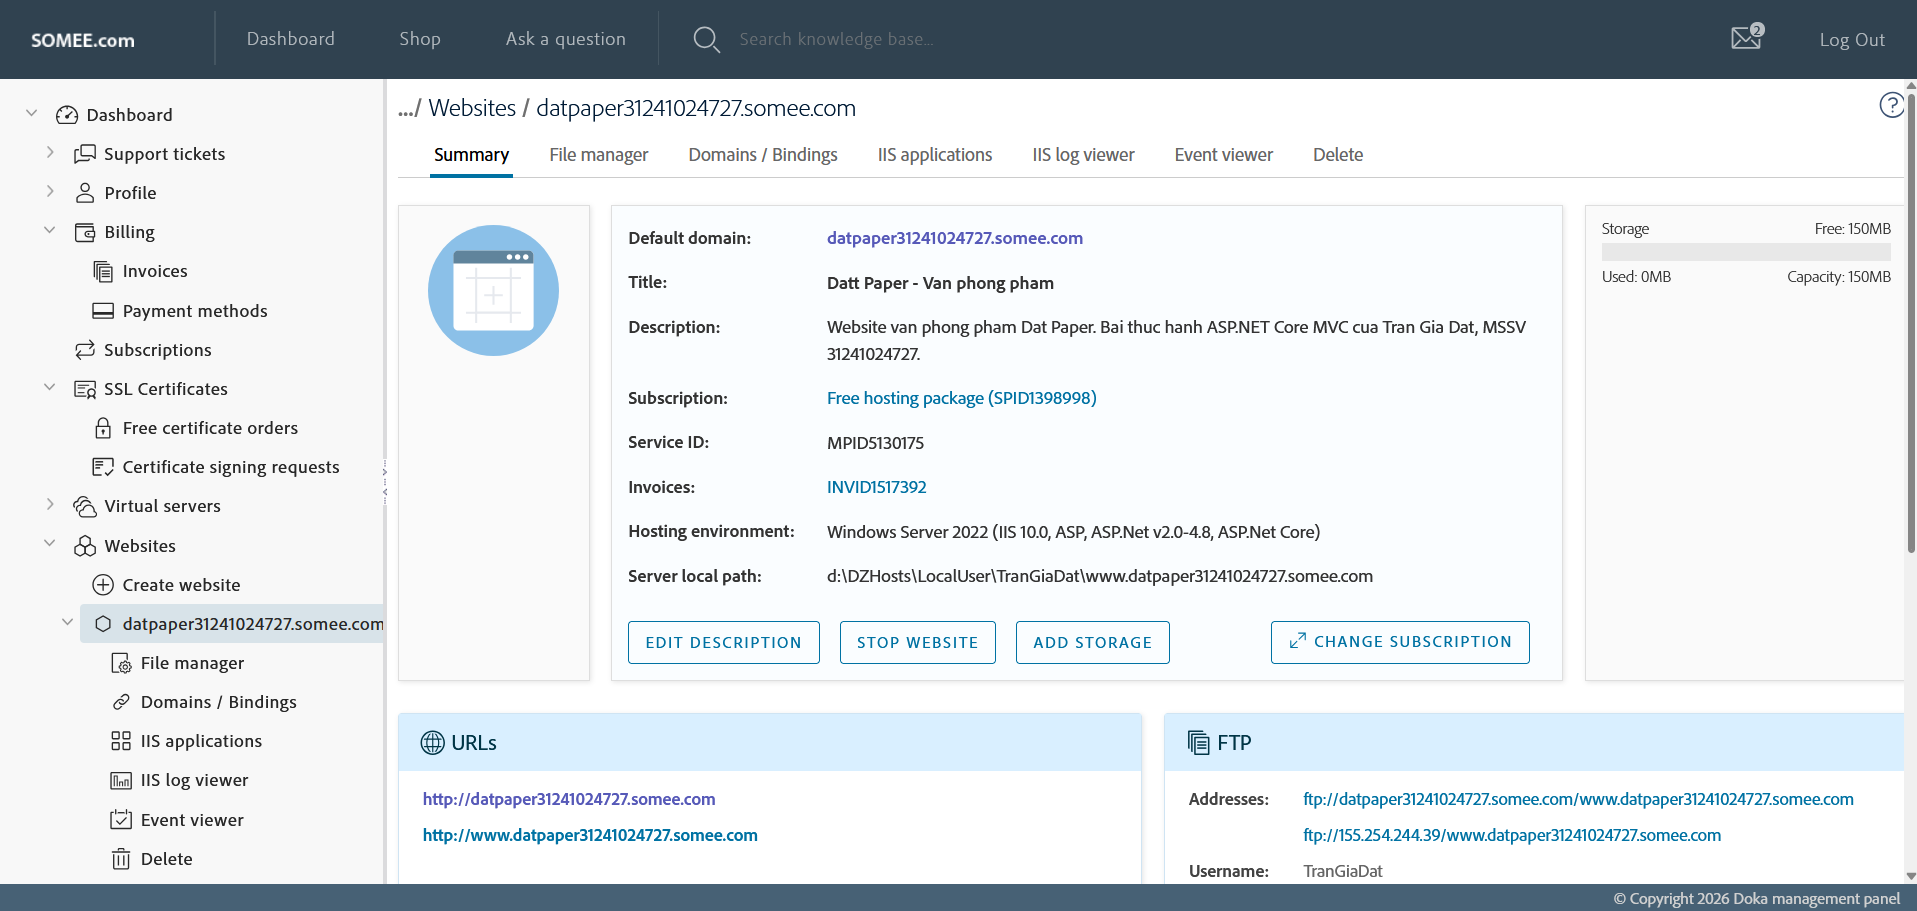 SOMEE.com
Dashboard
Shop
Ask a question
Search knowledge base...
2
Log Out
Dashboard
Support tickets
Profile
Billing
Invoices
Payment methods
Subscriptions
SSL Certificates
Free certificate orders
Certificate signing requests
Virtual servers
Websites
Create website
datpaper31241024727.somee.com
File manager
Domains / Bindings
IIS applications
IIS log viewer
Event viewer
Delete
.../ Websites / datpaper31241024727.somee.com
?
Summary File manager Domains / Bindings IIS applications IIS log viewer Event viewer Delete
Default domain: datpaper31241024727.somee.com
Title: Datt Paper - Van phong pham
Description: Website van phong pham Dat Paper. Bai thuc hanh ASP.NET Core MVC cua Tran Gia Dat, MSSV
31241024727.
Subscription: Free hosting package (SPID1398998)
Service ID: MPID5130175
Invoices: INVID1517392
Hosting environment: Windows Server 2022 (IIS 10.0, ASP, ASP.Net v2.0-4.8, ASP.Net Core)
Server local path: d:\DZHosts\LocalUser\TranGiaDat\www.datpaper31241024727.somee.com
EDIT DESCRIPTION
STOP WEBSITE
ADD STORAGE
CHANGE SUBSCRIPTION
Storage Free: 150MB
Used: 0MB Capacity: 150MB
URLs
http://datpaper31241024727.somee.com
http://www.datpaper31241024727.somee.com
FTP
Addresses: ftp://datpaper31241024727.somee.com/www.datpaper31241024727.somee.com
ftp://155.254.244.39/www.datpaper31241024727.somee.com
Username: TranGiaDat
© Copyright 2026 Doka management panel